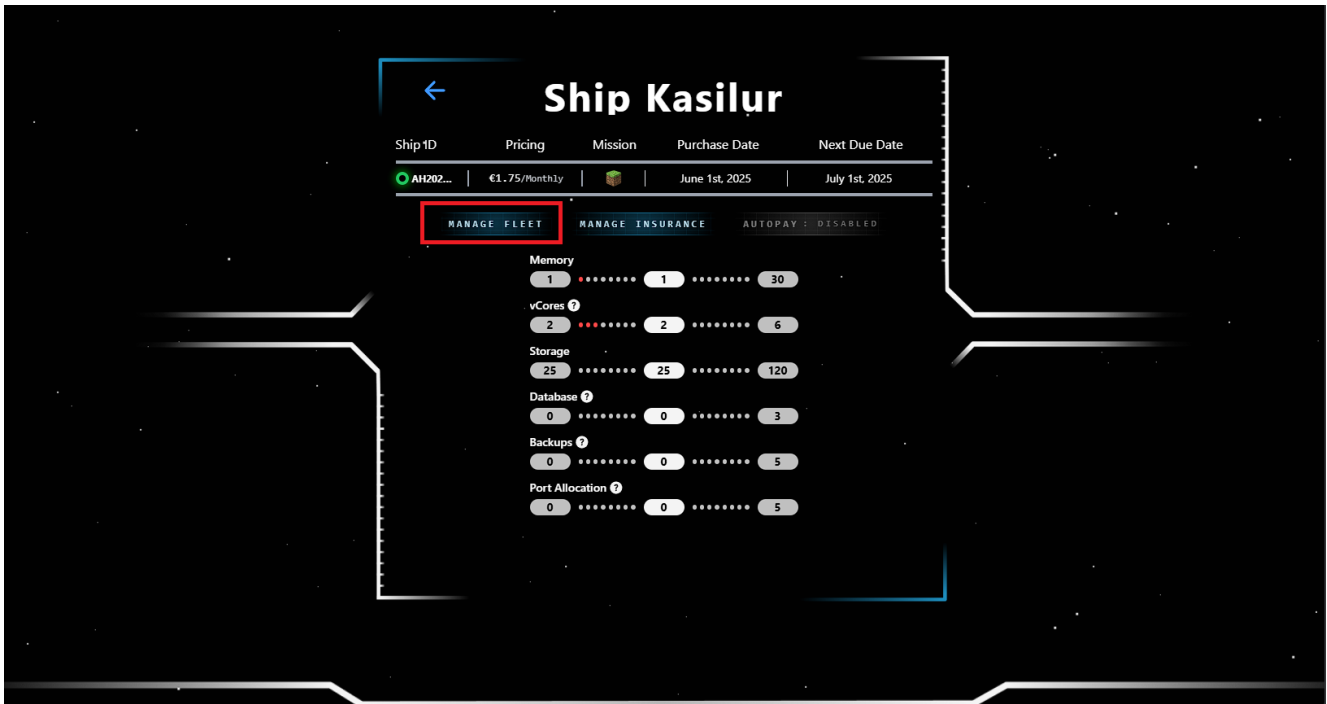 Ship Kasilur
Ship ID Pricing Mission Purchase Date Next Due Date
AH202... €1.75/Monthly June 1st, 2025 July 1st, 2025
MANAGE FLEET MANAGE INSURANCE AUTOPAY: DISABLED
Memory
1 1 30
vCores ?
2 2 6
Storage
25 25 120
Database ?
0 0 3
Backups ?
0 0 5
Port Allocation ?
0 0 5